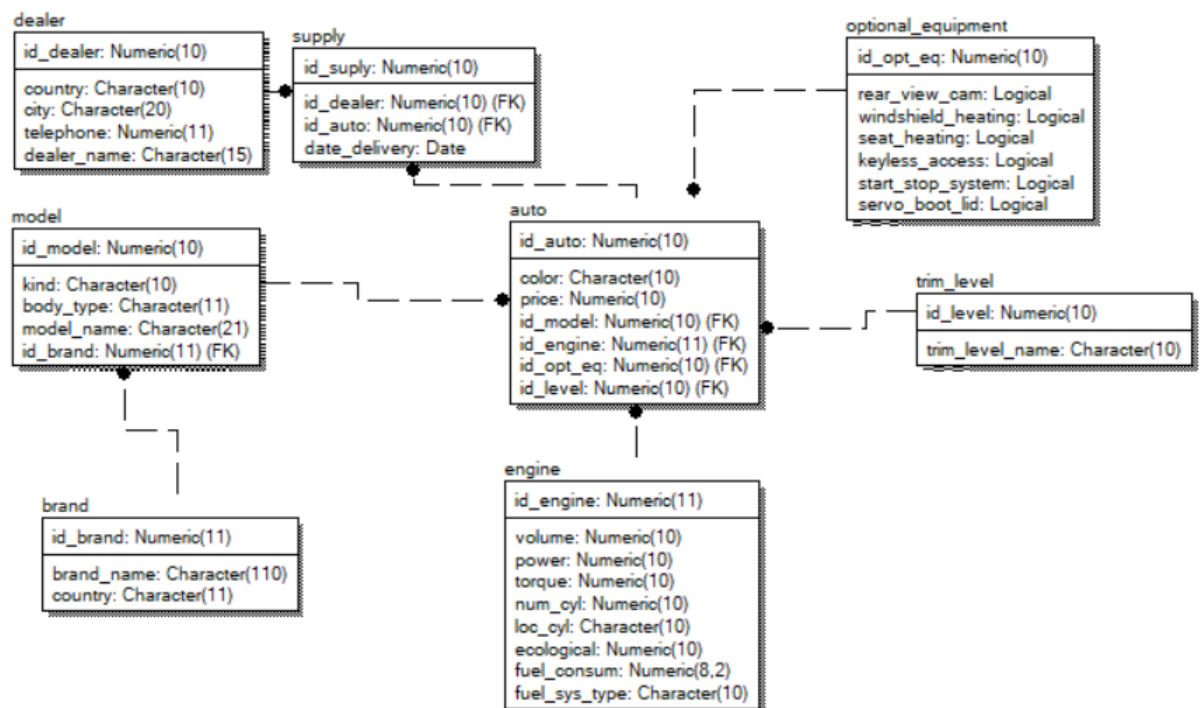 dealer
id_dealer: Numeric(10)
country: Character(10)
city: Character(20)
telephone: Numeric(11)
dealer_name: Character(15)
supply
id_suply: Numeric(10)
id_dealer: Numeric(10) (FK)
id_auto: Numeric(10) (FK)
date_delivery: Date
optional_equipment
id_opt_eq: Numeric(10)
rear_view_cam: Logical
windshield_heating: Logical
seat_heating: Logical
keyless_access: Logical
start_stop_system: Logical
servo_boot_lid: Logical
model
id_model: Numeric(10)
kind: Character(10)
body_type: Character(11)
model_name: Character(21)
id_brand: Numeric(11) (FK)
auto
id_auto: Numeric(10)
color: Character(10)
price: Numeric(10)
id_model: Numeric(10) (FK)
id_engine: Numeric(11) (FK)
id_opt_eq: Numeric(10) (FK)
id_level: Numeric(10) (FK)
trim_level
id_level: Numeric(10)
trim_level_name: Character(10)
brand
id_brand: Numeric(11)
brand_name: Character(110)
country: Character(11)
engine
id_engine: Numeric(11)
volume: Numeric(10)
power: Numeric(10)
torque: Numeric(10)
num_cyl: Numeric(10)
loc_cyl: Character(10)
ecological: Numeric(10)
fuel_consum: Numeric(8,2)
fuel_sys_type: Character(10)